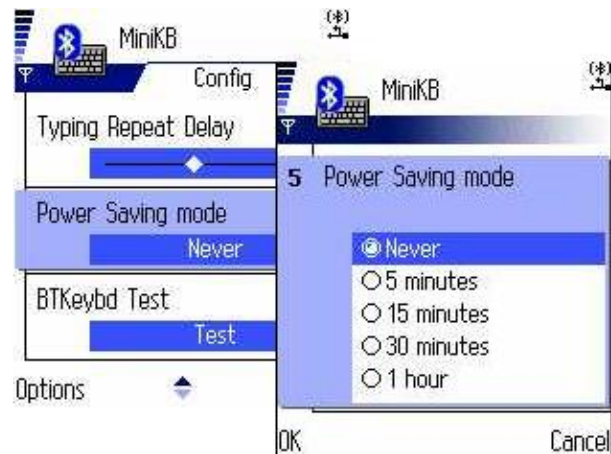 MiniKB
Config
Typing Repeat Delay
Power Saving mode
Never
BTKeybd Test
Test
Options
MiniKB
5 Power Saving mode
Never
5 minutes
15 minutes
30 minutes
1 hour
OK Cancel